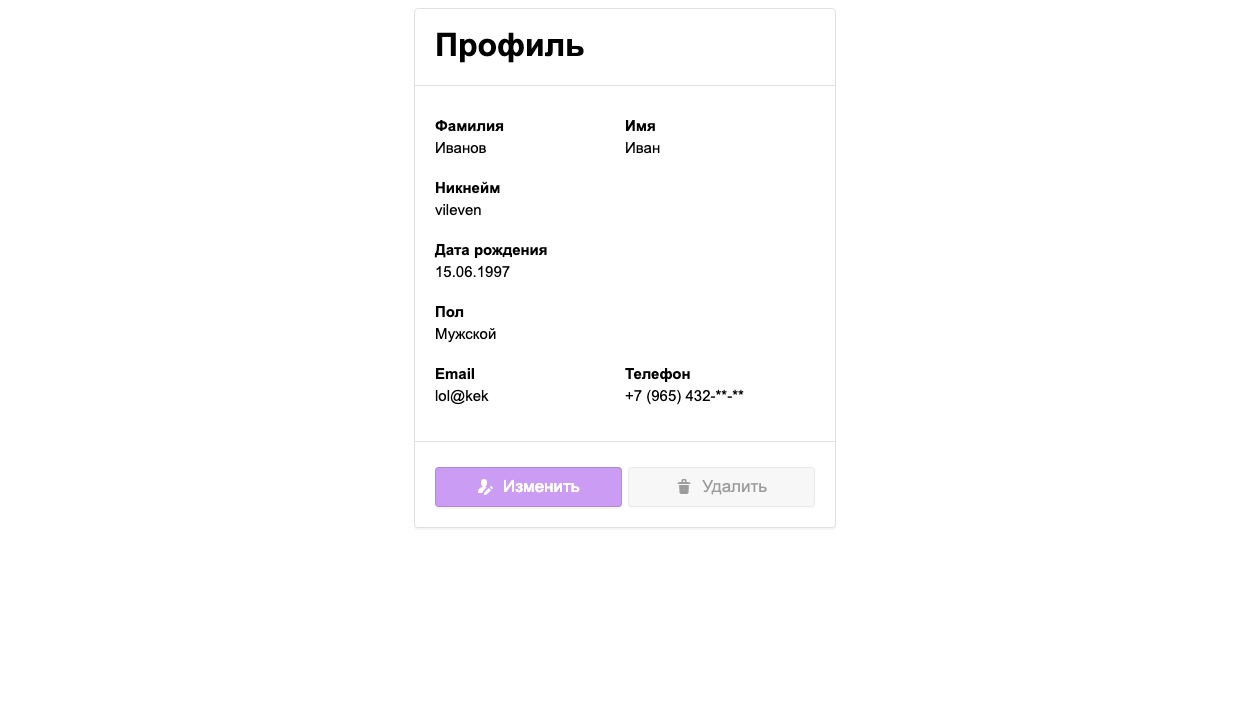 Профиль
Фамилия Имя
Иванов Иван
Никнейм
vileven
Дата рождения
15.06.1997
Пол
Мужской
Email Телефон
lol@kek +7 (965) 432-**-**
Изменить Удалить